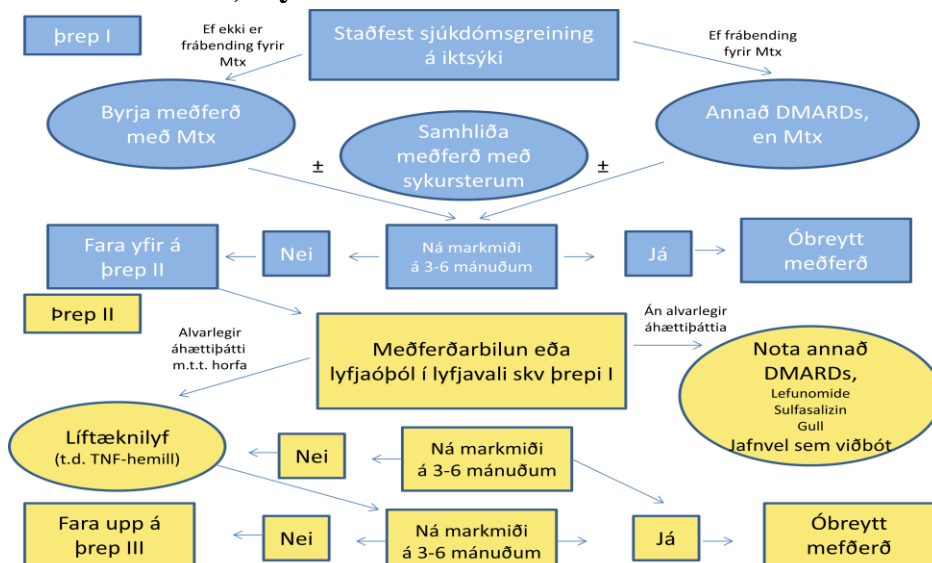 Þrep I
Ef ekki er
frábending fyrir
Mtx
Staðfest sjúkdómsgreining
á iktsýki
Ef frábending
fyrir Mtx
Byrja meðferð
með Mtx
Samhliða
meðferð með
sykursterum
Annað DMARDs,
en Mtx
±
±
Fara yfir á
þrep II
Nei
Ná markmiði
á 3-6 mánuðum
Já
Óbreytt
meðferð
Þrep II
Alvarlegir
áhættiþátti
m.t.t. horfa
Meðferðarbilun eða
lyfjaóþól í lyfjavali skv þrepi I
Án alvarlegir
áhættiþáttia
Nota annað
DMARDs,
Lefunomide
Sulfasalizin
Gull
Jafnvel sem viðbót
Líftæknilyf
(t.d. TNF-hemill)
Nei
Ná markmiði
á 3-6 mánuðum
Fara upp á
þrep III
Nei
Ná markmiði
á 3-6 mánuðum
Já
Óbreytt
mefðerð